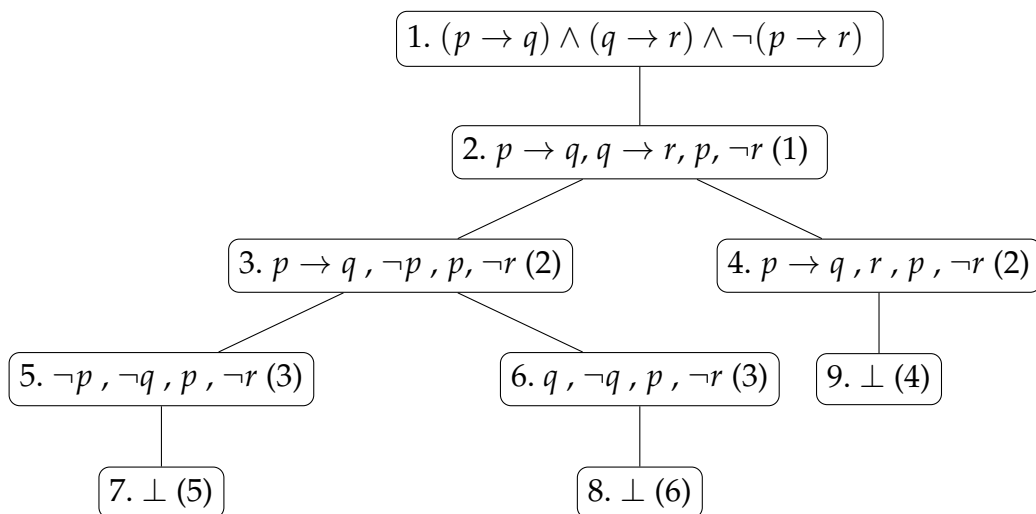 1. (p → q) ∧ (q → r) ∧ ¬(p → r)
2. p → q, q → r, p, ¬r (1)
3. p → q , ¬p , p, ¬r (2)
4. p → q , r , p , ¬r (2)
5. ¬p , ¬q , p , ¬r (3)
6. q , ¬q , p , ¬r (3)
9. ⊥ (4)
7. ⊥ (5)
8. ⊥ (6)